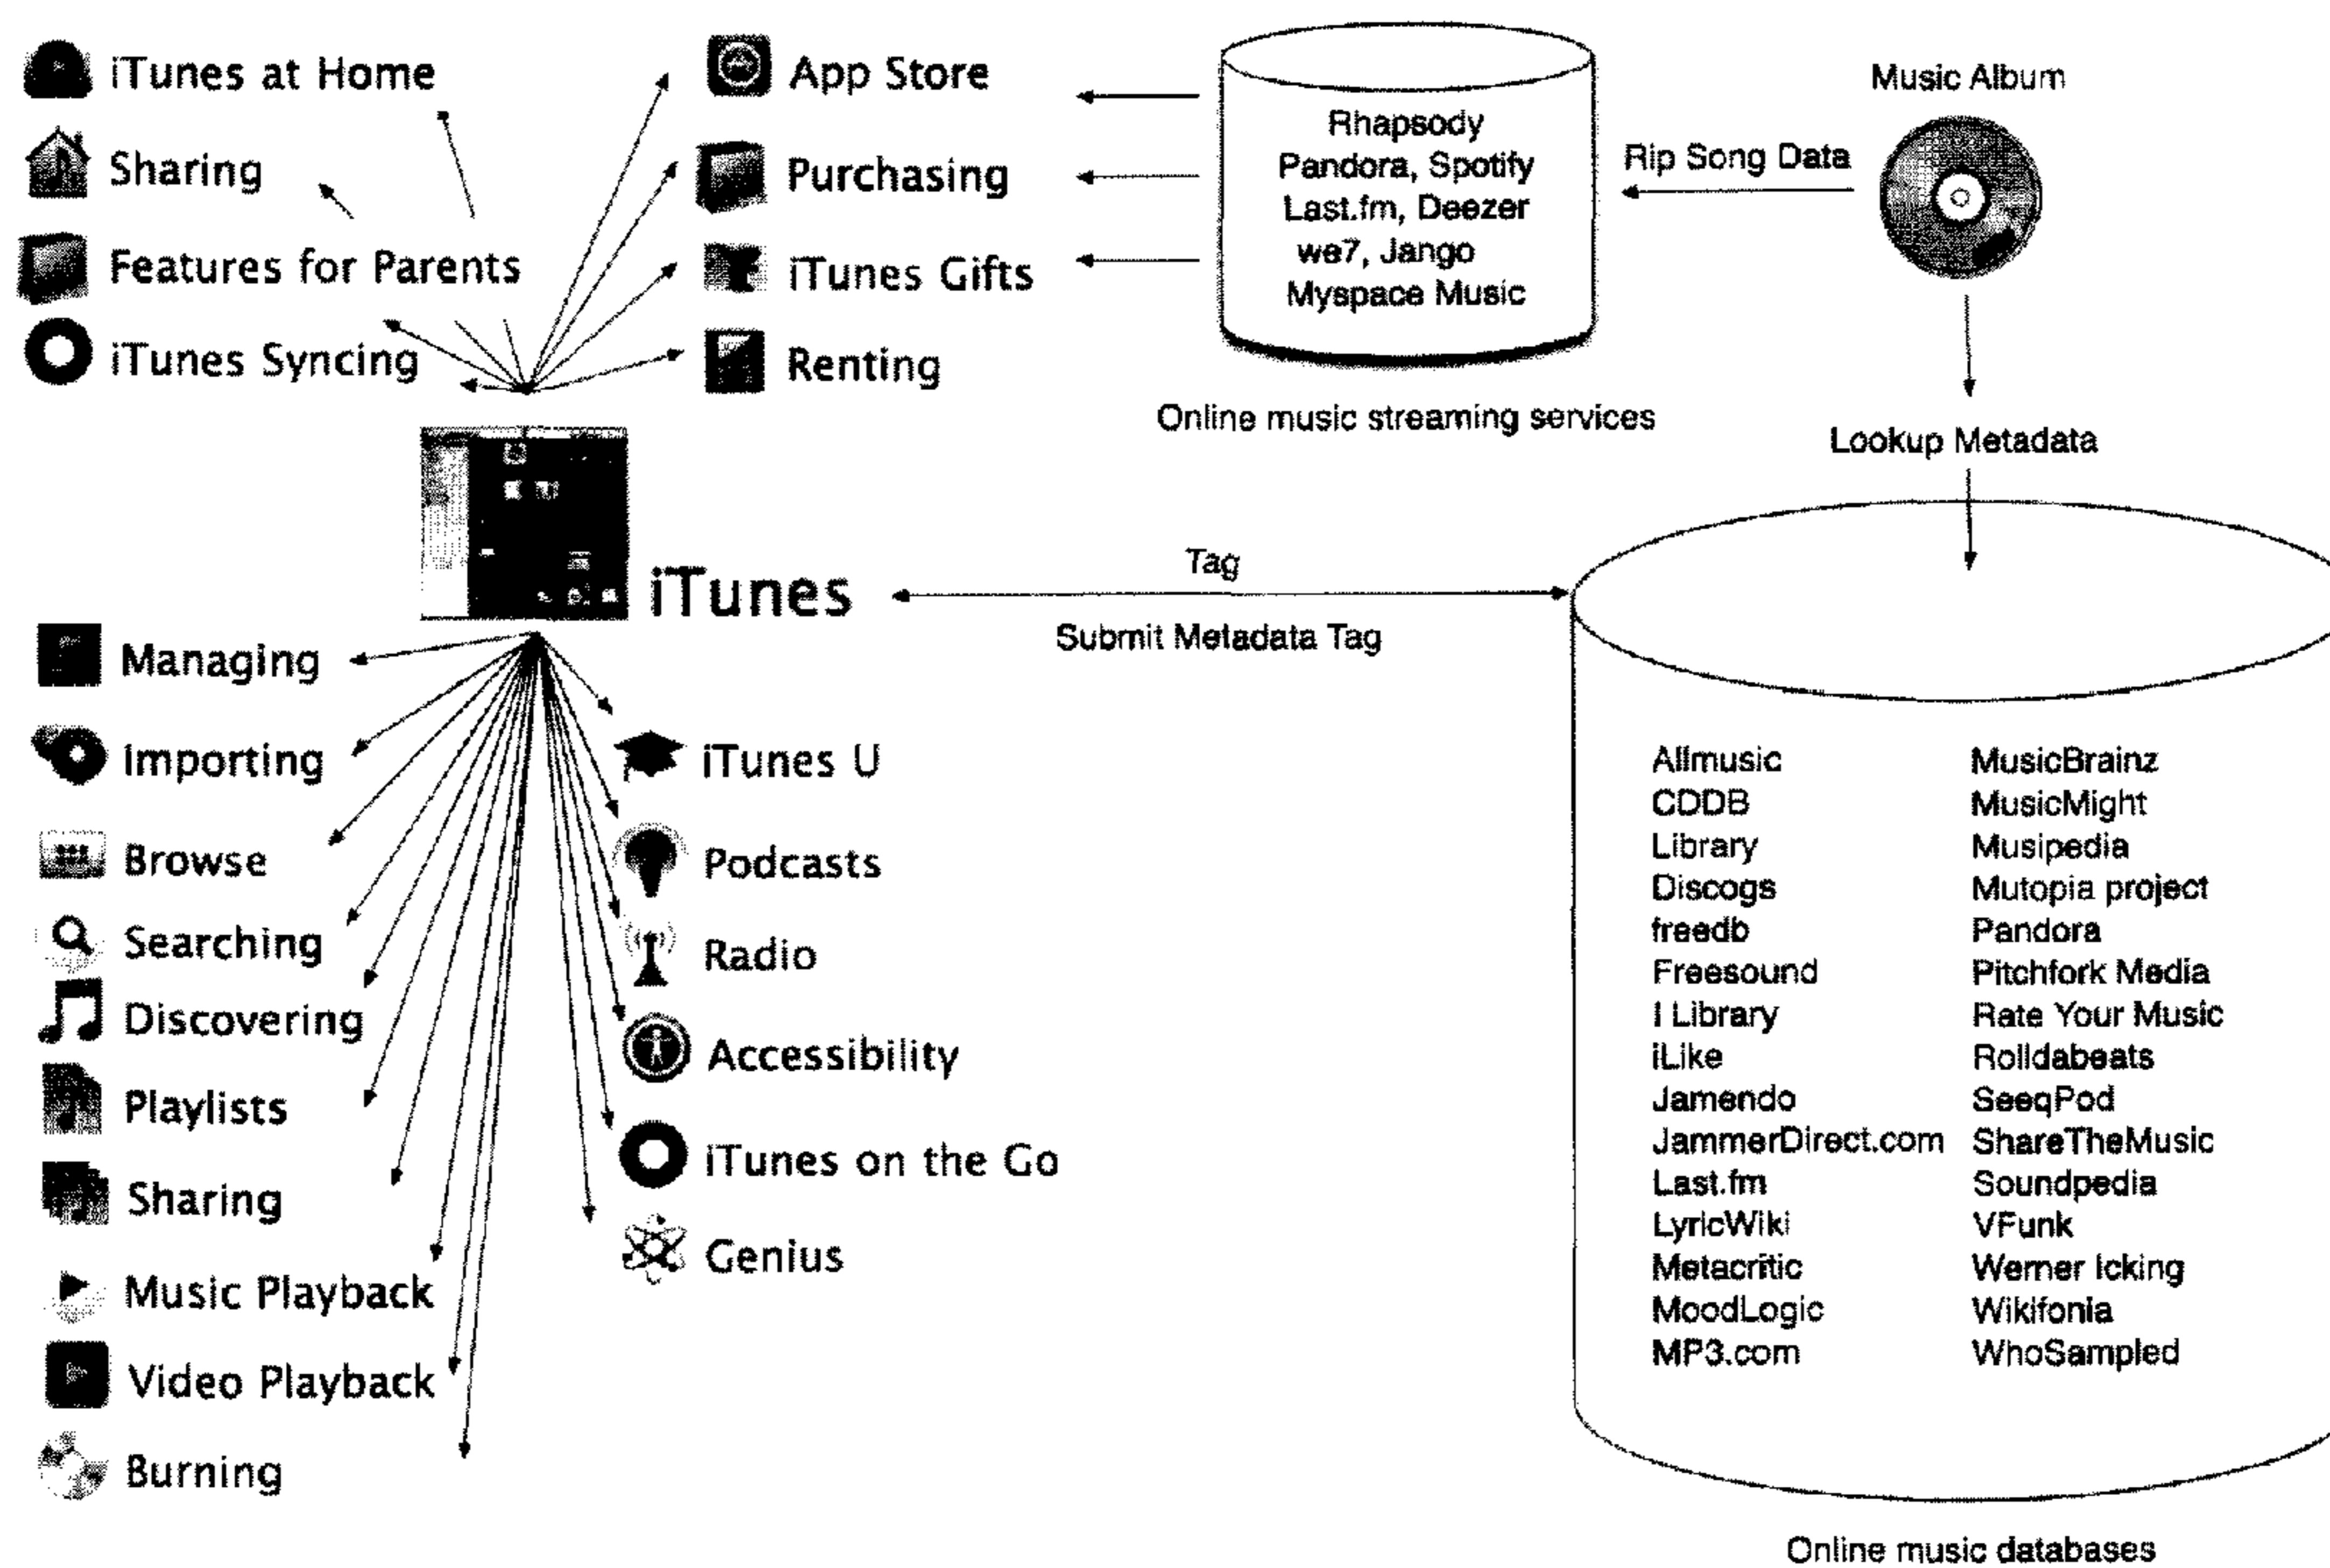 iTunes at Home
Sharing
Features for Parents
iTunes Syncing
App Store
Purchasing
iTunes Gifts
Renting
Rhapsody
Pandora, Spotify
Last.fm, Deezer
we7, Jango
Myspace Music
Online music streaming services
Rip Song Data
Music Album
Lookup Metadata
iTunes
Tag
Submit Metadata Tag
Managing
Importing
Browse
Searching
Discovering
Playlists
Sharing
Music Playback
Video Playback
Burning
iTunes U
Podcasts
Radio
Accessibility
iTunes on the Go
Genius
Allmusic
CDDB
Library
Discogs
freedb
Freesound
I Library
iLike
Jamendo
JammerDirect.com
Last.fm
LyricWiki
Metacritic
MoodLogic
MP3.com
MusicBrainz
MusicMight
Musipedia
Mutopia project
Pandora
Pitchfork Media
Rate Your Music
Rolldabeats
SeeqPod
ShareTheMusic
Soundpedia
VFunk
Werner Icking
Wikifonia
WhoSampled
Online music databases